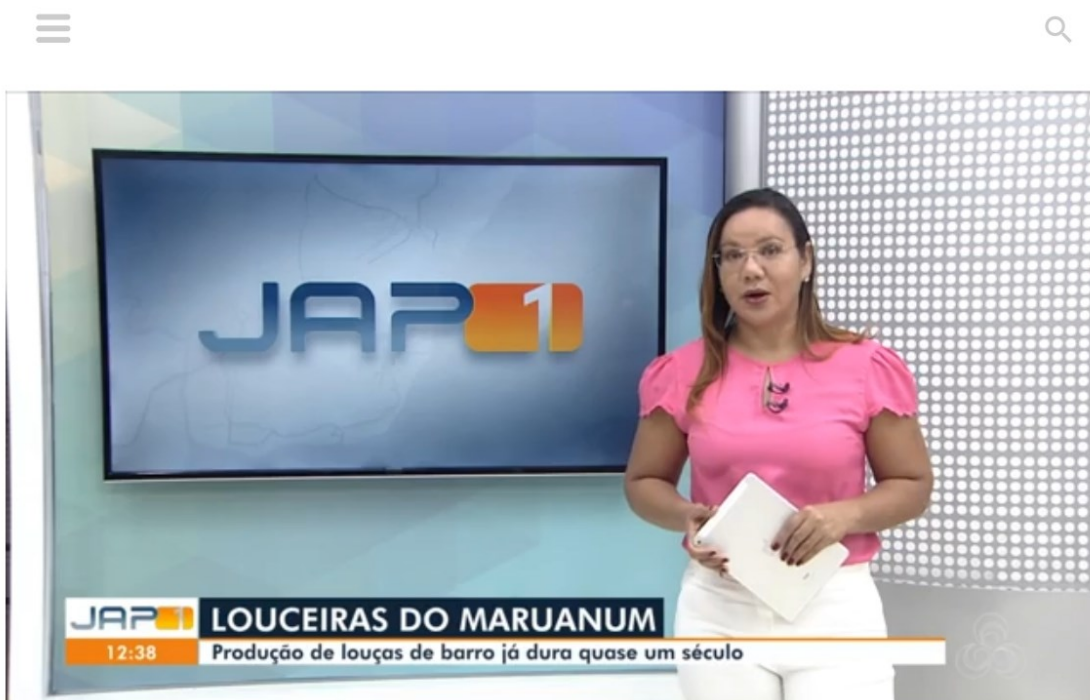 JAP1
JAP1 LOUCEIRAS DO MARUANUM
12:38 Produção de louças de barro já dura quase um século